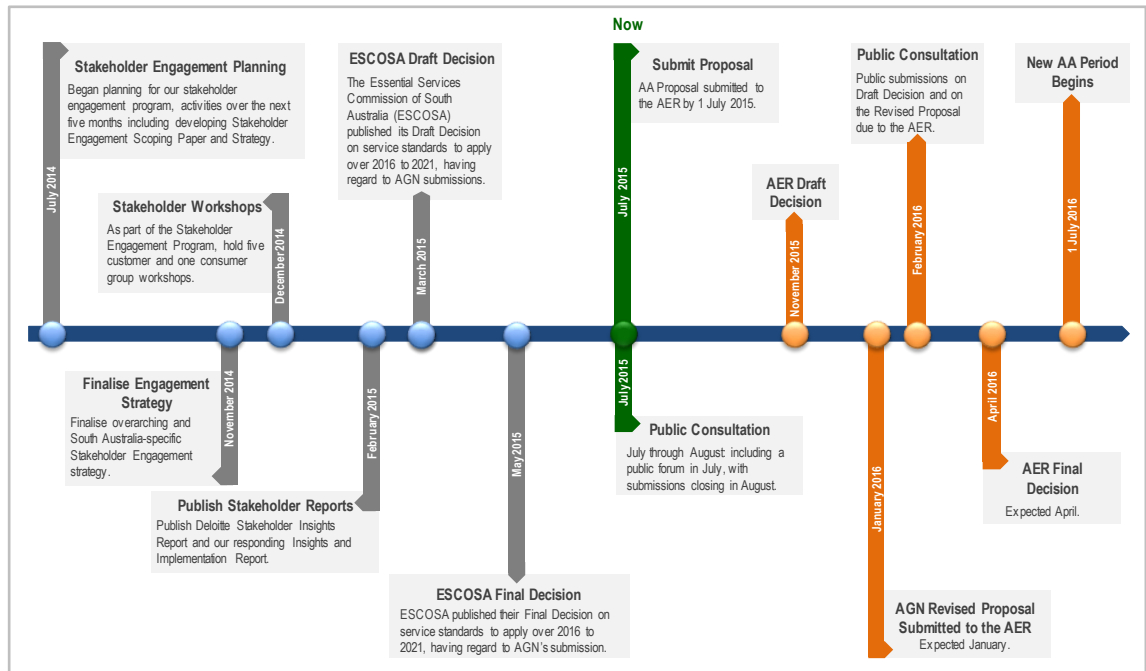 Now
Stakeholder Engagement Planning
Began planning for our stakeholder
engagement program, activities over the next
five months including developing Stakeholder
Engagement Scoping Paper and Strategy.
July 2014
Stakeholder Workshops
As part of the Stakeholder
Engagement Program, hold five
customer and one consumer
group workshops.
December 2014
ESCOSA Draft Decision
The Essential Services
Commission of South
Australia (ESCOSA)
published its Draft Decision
on service standards to apply
over 2016 to 2021, having
regard to AGN submissions.
March 2015
Submit Proposal
AA Proposal submitted to
the AER by 1 July 2015.
July 2015
AER Draft
Decision
November 2015
Public Consultation
Public submissions on
Draft Decision and on
the Revised Proposal
due to the AER.
February 2016
New AA Period
Begins
1 July 2016
Finalise Engagement
Strategy
Finalise overarching and
South Australia-specific
Stakeholder Engagement
strategy.
November 2014
Publish Stakeholder Reports
Publish Deloitte Stakeholder Insights
Report and our responding Insights and
Implementation Report.
February 2015
ESCOSA Final Decision
ESCOSA published their Final Decision on
service standards to apply over 2016 to
2021, having regard to AGN's submission.
May 2015
July 2015
Public Consultation
July through August including a
public forum in July, with
submissions closing in August.
January 2016
AGN Revised Proposal
Submitted to the AER
Expected January.
April 2016
AER Final
Decision
Expected April.